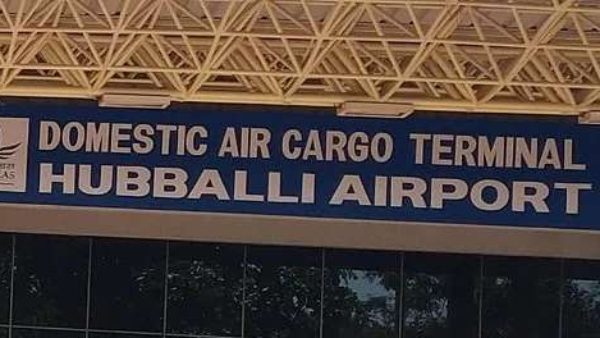 DOMESTIC AIR CARGO TERMINAL
HUBBALLI AIRPORT